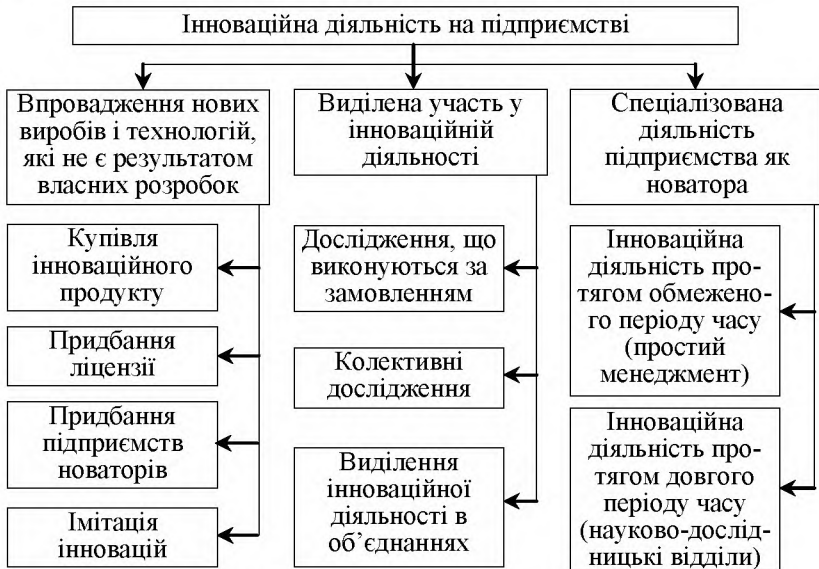 Інноваційна діяльність на підприємстві
Впровадження нових
виробів і технологій,
які не є результатом
власних розробок
Купівля
інноваційного
продукту
Придбання
ліцензії
Придбання
підприємств
новаторів
Імітація
інновацій
Виділена участь у
інноваційній
діяльності
Дослідження, що
виконуються за
замовленням
Колективні
дослідження
Виділення
інноваційної
діяльності в
об’єднаннях
Спеціалізована
діяльність
підприємства як
новатора
Інноваційна
діяльність про-
тягом обмежено-
го періоду часу
(простий
менеджмент)
Інноваційна
діяльність про-
тягом довгого
періоду часу
(науково-дослід-
ницькі відділи)